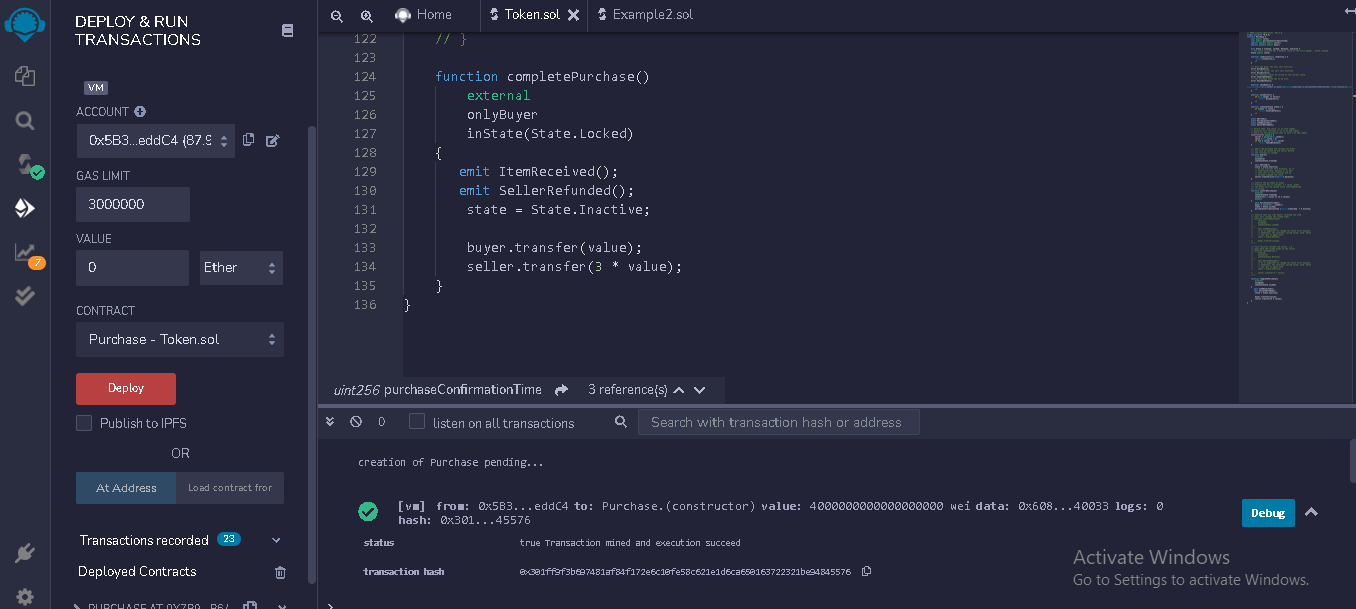 DEPLOY & RUN
TRANSACTIONS
VM
ACCOUNT
0x5B3...eddC4 (87.9
GAS LIMIT
3000000
VALUE
0
Ether
CONTRACT
Purchase - Token.sol
Deploy
Publish to IPFS
OR
At Address
Load contract fror
Transactions recorded 23
Deployed Contracts
7
Home
Token.sol
Example2.sol
122 // }
123
124 function completePurchase()
125 external
126 onlyBuyer
127 inState(State.Locked)
128 {
129 emit ItemReceived();
130 emit SellerRefunded();
131 state = State.Inactive;
132
133 buyer.transfer(value);
134 seller.transfer(3 * value);
135 }
136 }
uint256 purchaseConfirmationTime 3 reference(s)
0 listen on all transactions
Search with transaction hash or address
creation of Purchase pending...
[vm] from: 0x5B3...eddC4 to: Purchase.(constructor) value: 4000000000000000000 wei data: 0x608...40033 logs: 0
hash: 0x301...45576
Debug
status true Transaction mined and execution succeed
transaction hash 0x301ff9f3b697481af84f172e6c10fe58c621e1d6ca650163722321be94845576
>
Activate Windows
Go to Settings to activate Windows.